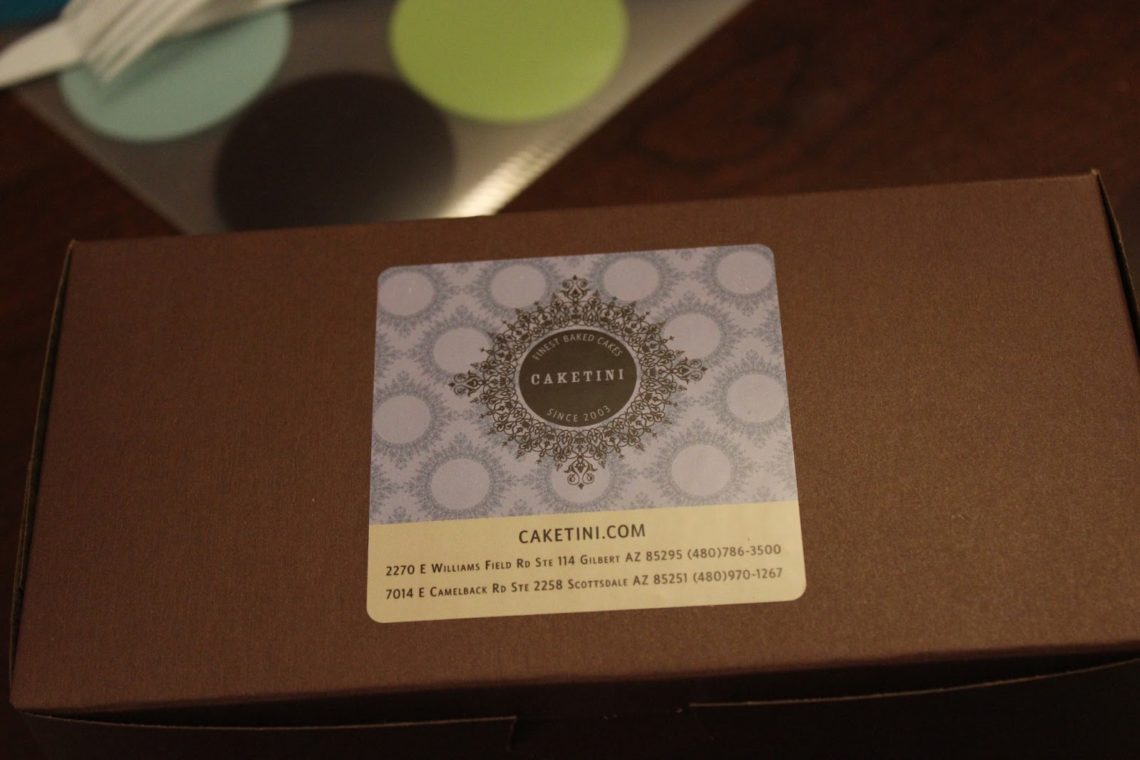 FINEST BAKED CAKES
CAKETINI
SINCE 2003
CAKETINI.COM
2270 E Williams Field Rd Ste 114 Gilbert AZ 85295 (480)786-3500
7014 E Camelback Rd Ste 2258 Scottsdale AZ 85251 (480)970-1267